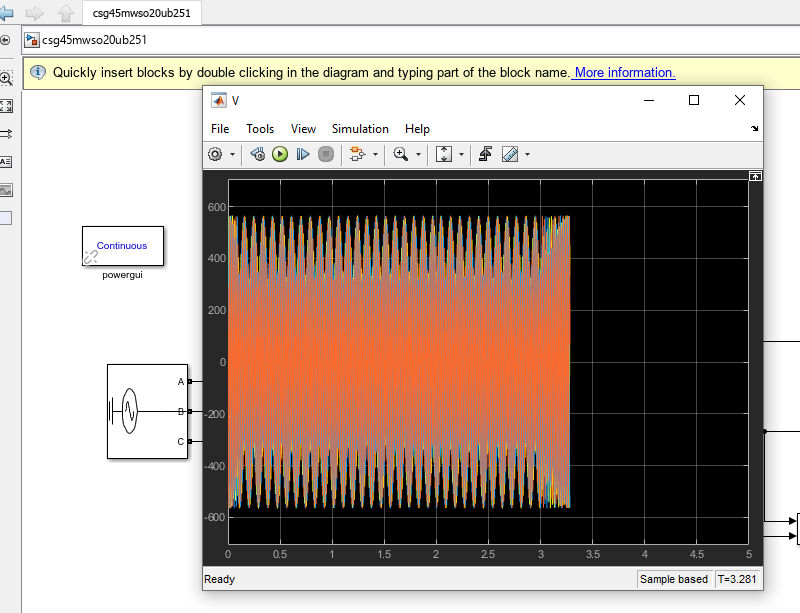 csg45mwso20ub251
csg45mwso20ub251
Quickly insert blocks by double clicking in the diagram and typing part of the block name. More information.
V
File Tools View Simulation Help
Continuous
powergui
A
B
C
600
400
200
0
-200
-400
-600
0 0.5 1 1.5 2 2.5 3 3.5 4 4.5 5
Ready Sample based T=3.281